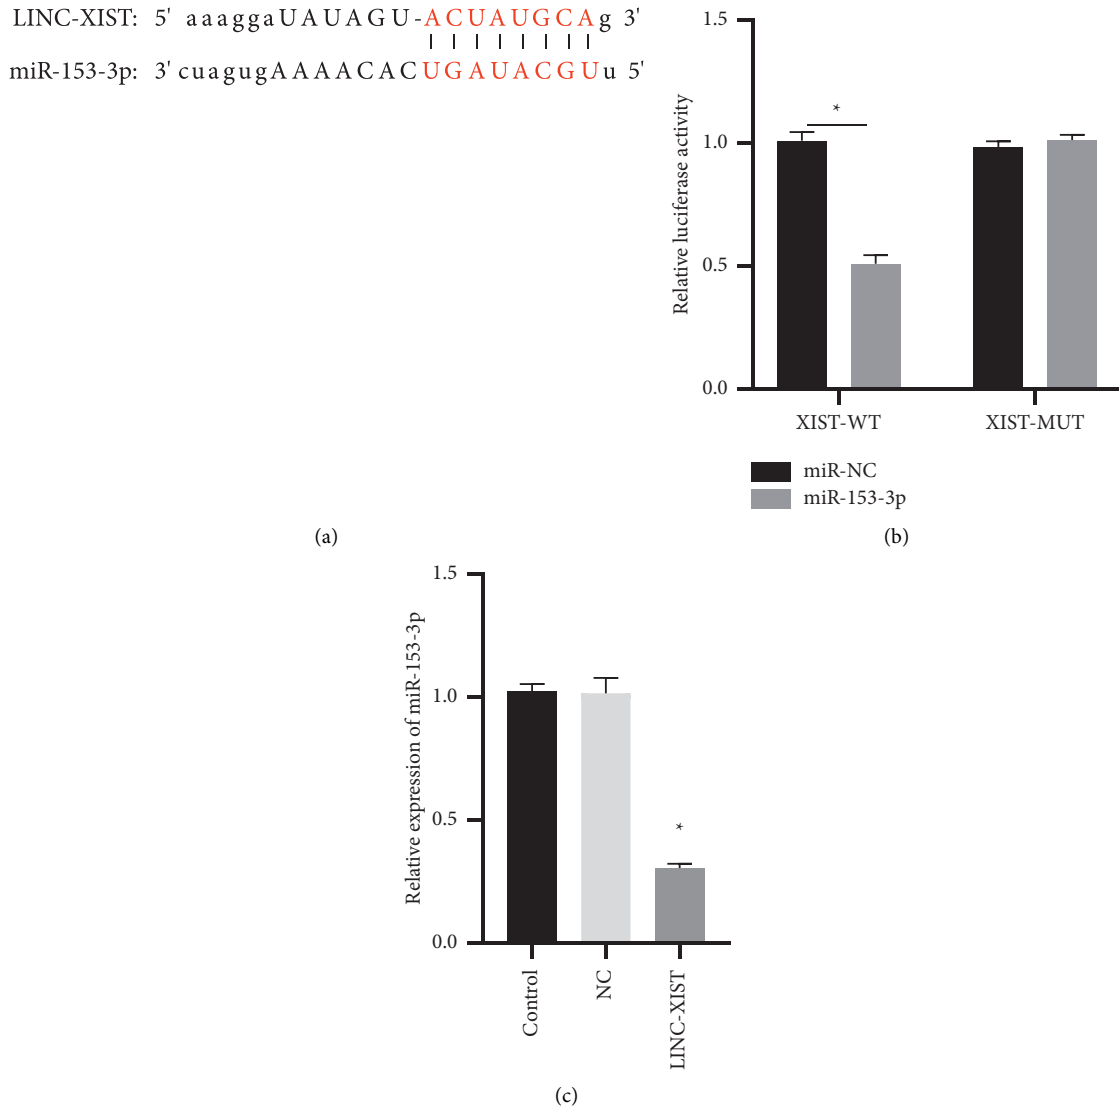 LINC-XIST: 5' aaaggaUAUAGU-ACUAUGCAg 3'
miR-153-3p: 3' cuagugAAAACACUGAUACGUu 5'
(a)
Relative luciferase activity
1.5
1.0
0.5
0.0
*
XIST-WT XIST-MUT
miR-NC
miR-153-3p
(b)
Relative expression of miR-153-3p
1.5
1.0
0.5
0.0
*
Control
NC
LINC-XIST
(c)